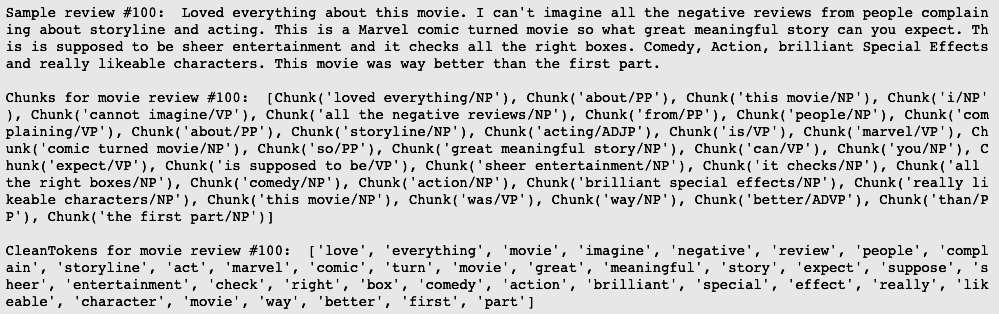 Sample review #100:  Loved everything about this movie. I can't imagine all the negative reviews from people complain
ing about storyline and acting. This is a Marvel comic turned movie so what great meaningful story can you expect. Th
is is supposed to be sheer entertainment and it checks all the right boxes. Comedy, Action, brilliant Special Effects
and really likeable characters. This movie was way better than the first part.
Chunks for movie review #100:  [Chunk('loved everything/NP'), Chunk('about/PP'), Chunk('this movie/NP'), Chunk('i/NP'
), Chunk('cannot imagine/VP'), Chunk('all the negative reviews/NP'), Chunk('from/PP'), Chunk('people/NP'), Chunk('com
plaining/VP'), Chunk('about/PP'), Chunk('storyline/NP'), Chunk('acting/ADJP'), Chunk('is/VP'), Chunk('marvel/VP'), Ch
unk('comic turned movie/NP'), Chunk('so/PP'), Chunk('great meaningful story/NP'), Chunk('can/VP'), Chunk('you/NP'), C
hunk('expect/VP'), Chunk('is supposed to be/VP'), Chunk('sheer entertainment/NP'), Chunk('it checks/NP'), Chunk('all
the right boxes/NP'), Chunk('comedy/NP'), Chunk('action/NP'), Chunk('brilliant special effects/NP'), Chunk('really li
keable characters/NP'), Chunk('this movie/NP'), Chunk('was/VP'), Chunk('way/NP'), Chunk('better/ADVP'), Chunk('than/P
P'), Chunk('the first part/NP')]
CleanTokens for movie review #100:  ['love', 'everything', 'movie', 'imagine', 'negative', 'review', 'people', 'compl
ain', 'storyline', 'act', 'marvel', 'comic', 'turn', 'movie', 'great', 'meaningful', 'story', 'expect', 'suppose', 's
heer', 'entertainment', 'check', 'right', 'box', 'comedy', 'action', 'brilliant', 'special', 'effect', 'really', 'lik
eable', 'character', 'movie', 'way', 'better', 'first', 'part']